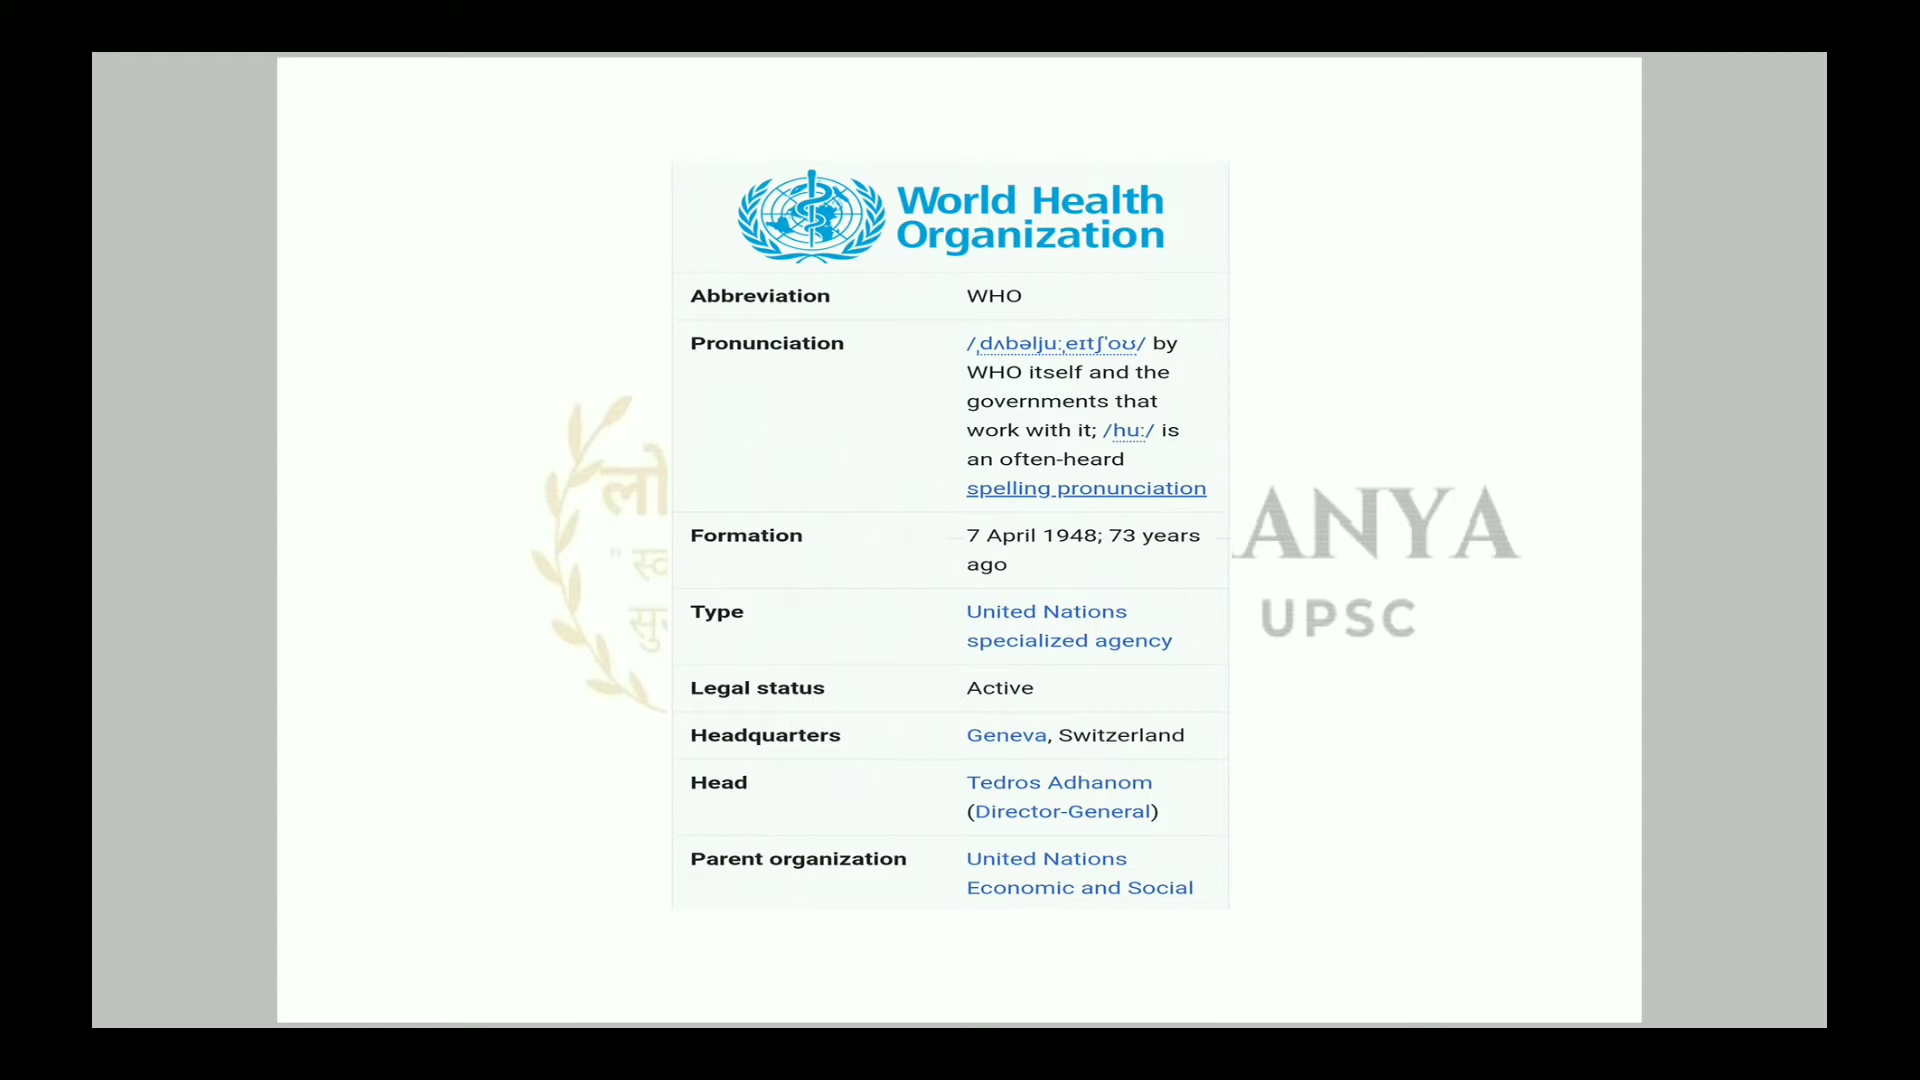 World Health
Organization
Abbreviation WHO
Pronunciation /ˌdʌbəljuːˌeɪtʃˈoʊ/ by
WHO itself and the
governments that
work with it; /huː/ is
an often-heard
spelling pronunciation
Formation 7 April 1948; 73 years
ago
Type United Nations
specialized agency
Legal status Active
Headquarters Geneva, Switzerland
Head Tedros Adhanom
(Director-General)
Parent organization United Nations
Economic and Social
लो
ANYA
UPSC